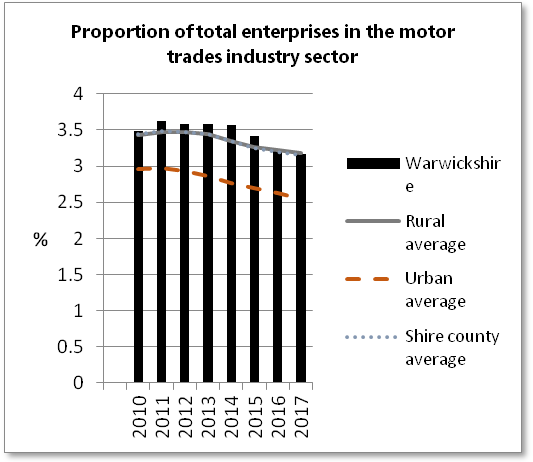 Proportion of total enterprises in the motor
trades industry sector
4
3.5
3
2.5
2
1.5
1
0.5
0
%
2010
2011
2012
2013
2014
2015
2016
2017
Warwickshir
e
Rural
average
Urban
average
Shire county
average